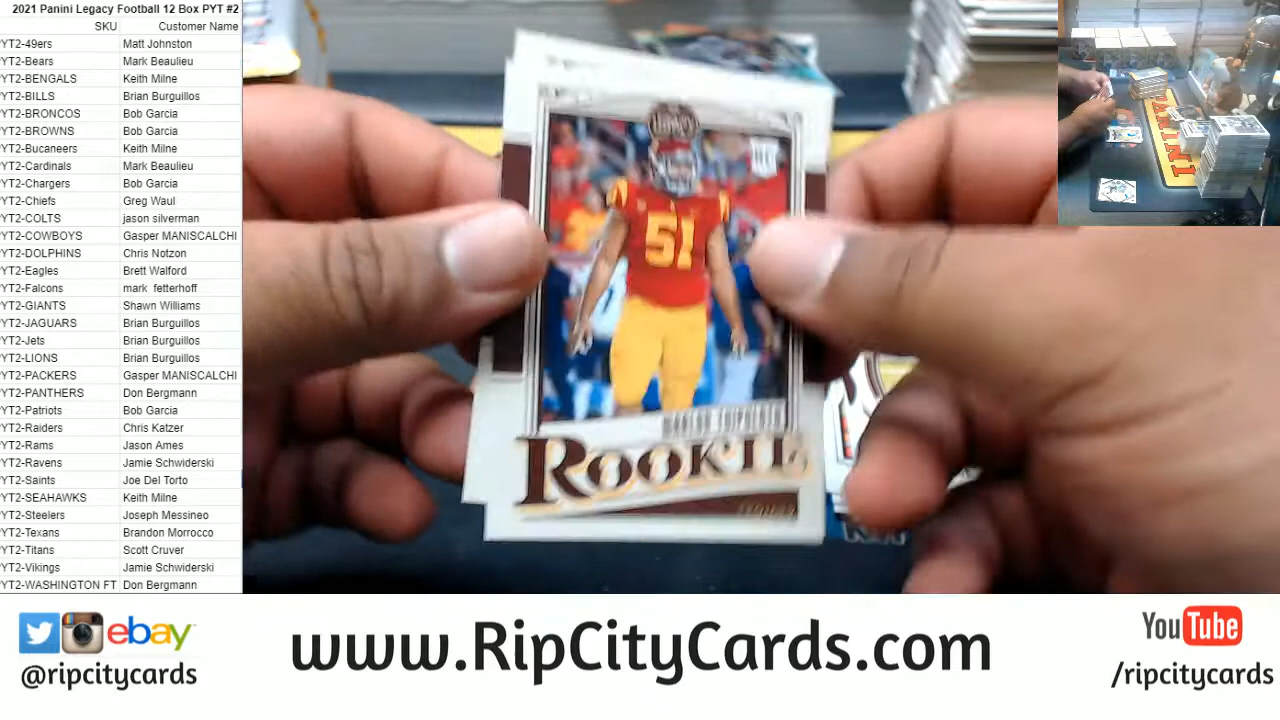 2021 Panini Legacy Football 12 Box PYT #2
SKU Customer Name
YT2-49ers Matt Johnston
YT2-Bears Mark Beaulieu
YT2-BENGALS Keith Milne
YT2-BILLS Brian Burguillos
YT2-BRONCOS Bob Garcia
YT2-BROWNS Bob Garcia
YT2-Bucaneers Keith Milne
YT2-Cardinals Mark Beaulieu
YT2-Chargers Bob Garcia
YT2-Chiefs Greg Waul
YT2-COLTS jason silverman
YT2-COWBOYS Gasper MANISCALCHI
YT2-DOLPHINS Chris Notzon
YT2-Eagles Brett Walford
YT2-Falcons mark fetterhoff
YT2-GIANTS Shawn Williams
YT2-JAGUARS Brian Burguillos
YT2-Jets Brian Burguillos
YT2-LIONS Brian Burguillos
YT2-PACKERS Gasper MANISCALCHI
YT2-PANTHERS Don Bergmann
YT2-Patriots Bob Garcia
YT2-Raiders Chris Katzer
YT2-Rams Jason Ames
YT2-Ravens Jamie Schwiderski
YT2-Saints Joe Del Torto
YT2-SEAHAWKS Keith Milne
YT2-Steelers Joseph Messineo
YT2-Texans Brandon Morrocco
YT2-Titans Scott Cruver
YT2-Vikings Jamie Schwiderski
YT2-WASHINGTON FT Don Bergmann
51
ROOKIE
PANINI
ebay
@ripcitycards
www.RipCityCards.com
YouTube
/ripcitycards